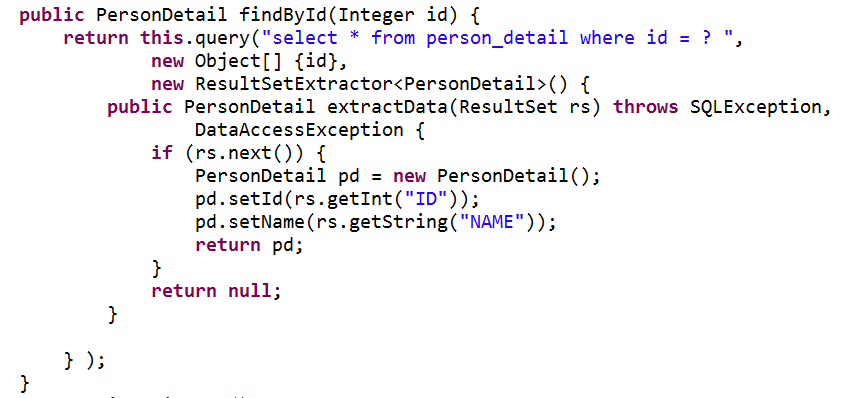 public PersonDetail findById(Integer id) {
    return this.query("select * from person_detail where id = ? ",
            new Object[] {id},
            new ResultSetExtractor<PersonDetail>() {
        public PersonDetail extractData(ResultSet rs) throws SQLException,
                DataAccessException {
            if (rs.next()) {
                PersonDetail pd = new PersonDetail();
                pd.setId(rs.getInt("ID"));
                pd.setName(rs.getString("NAME"));
                return pd;
            }
            return null;
        }

    } );
}